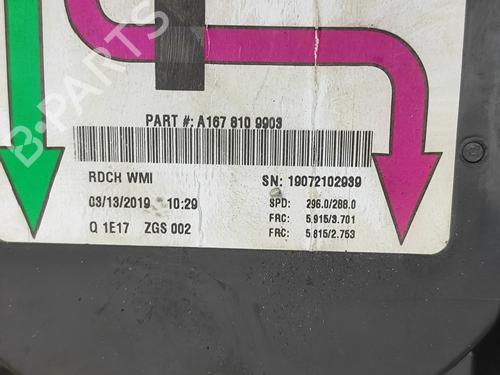 PART #: A167 810 9903
RDCH WMI SN: 19072102939
03/13/2019 10:29 SPD: 296.0/288.0
Q 1E17 ZGS 002 FRC: 5.915/3.701
FRC: 5.815/2.753
B-PARTS